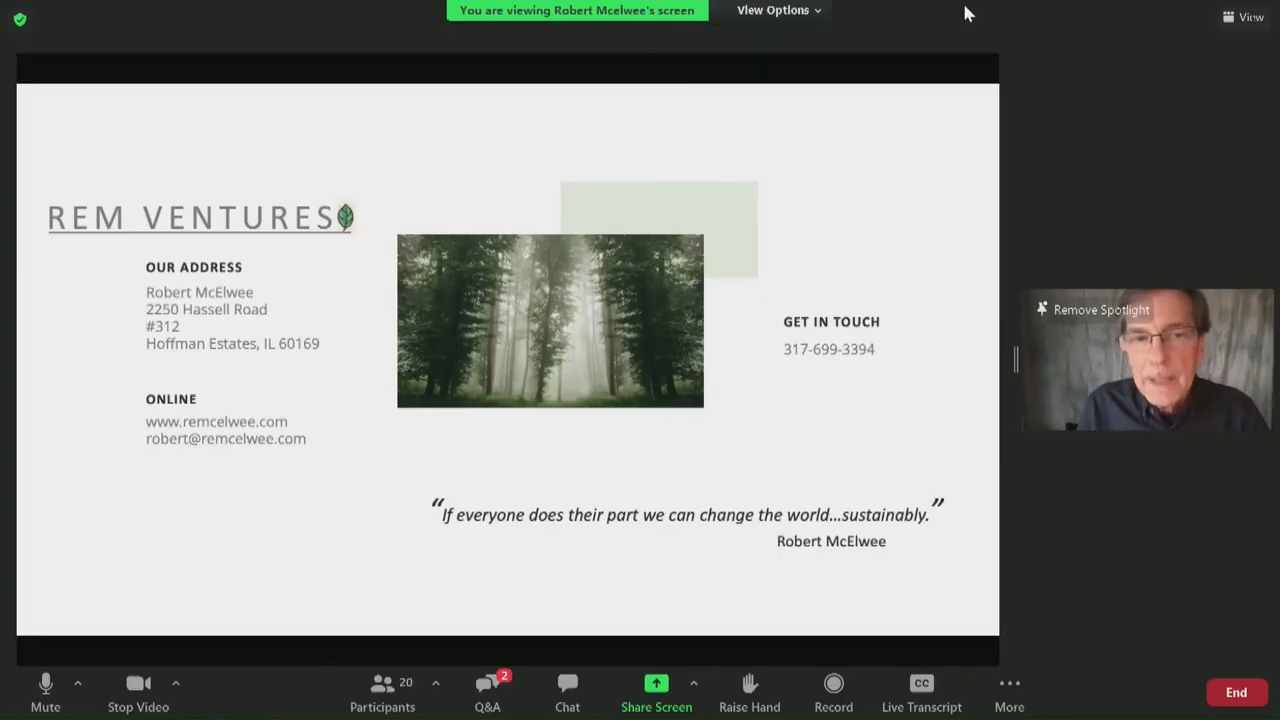 You are viewing Robert Mcelwee's screen
View Options
View
REM VENTURES
OUR ADDRESS
Robert McElwee
2250 Hassell Road
#312
Hoffman Estates, IL 60169
ONLINE
www.remcelwee.com
robert@remcelwee.com
GET IN TOUCH
317-699-3394
“If everyone does their part we can change the world...sustainably.”
Robert McElwee
Remove Spotlight
Mute
Stop Video
Participants
20
Q&A
2
Chat
Share Screen
Raise Hand
Record
CC
Live Transcript
More
End